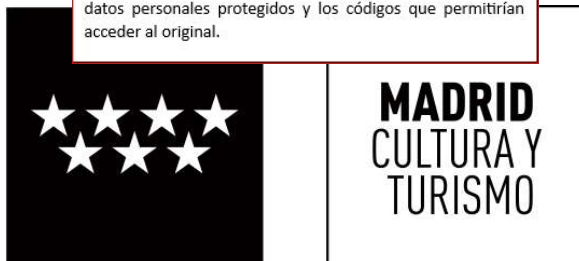 datos personales protegidos y los códigos que permitirían
acceder al original.
MADRID
CULTURA Y
TURISMO